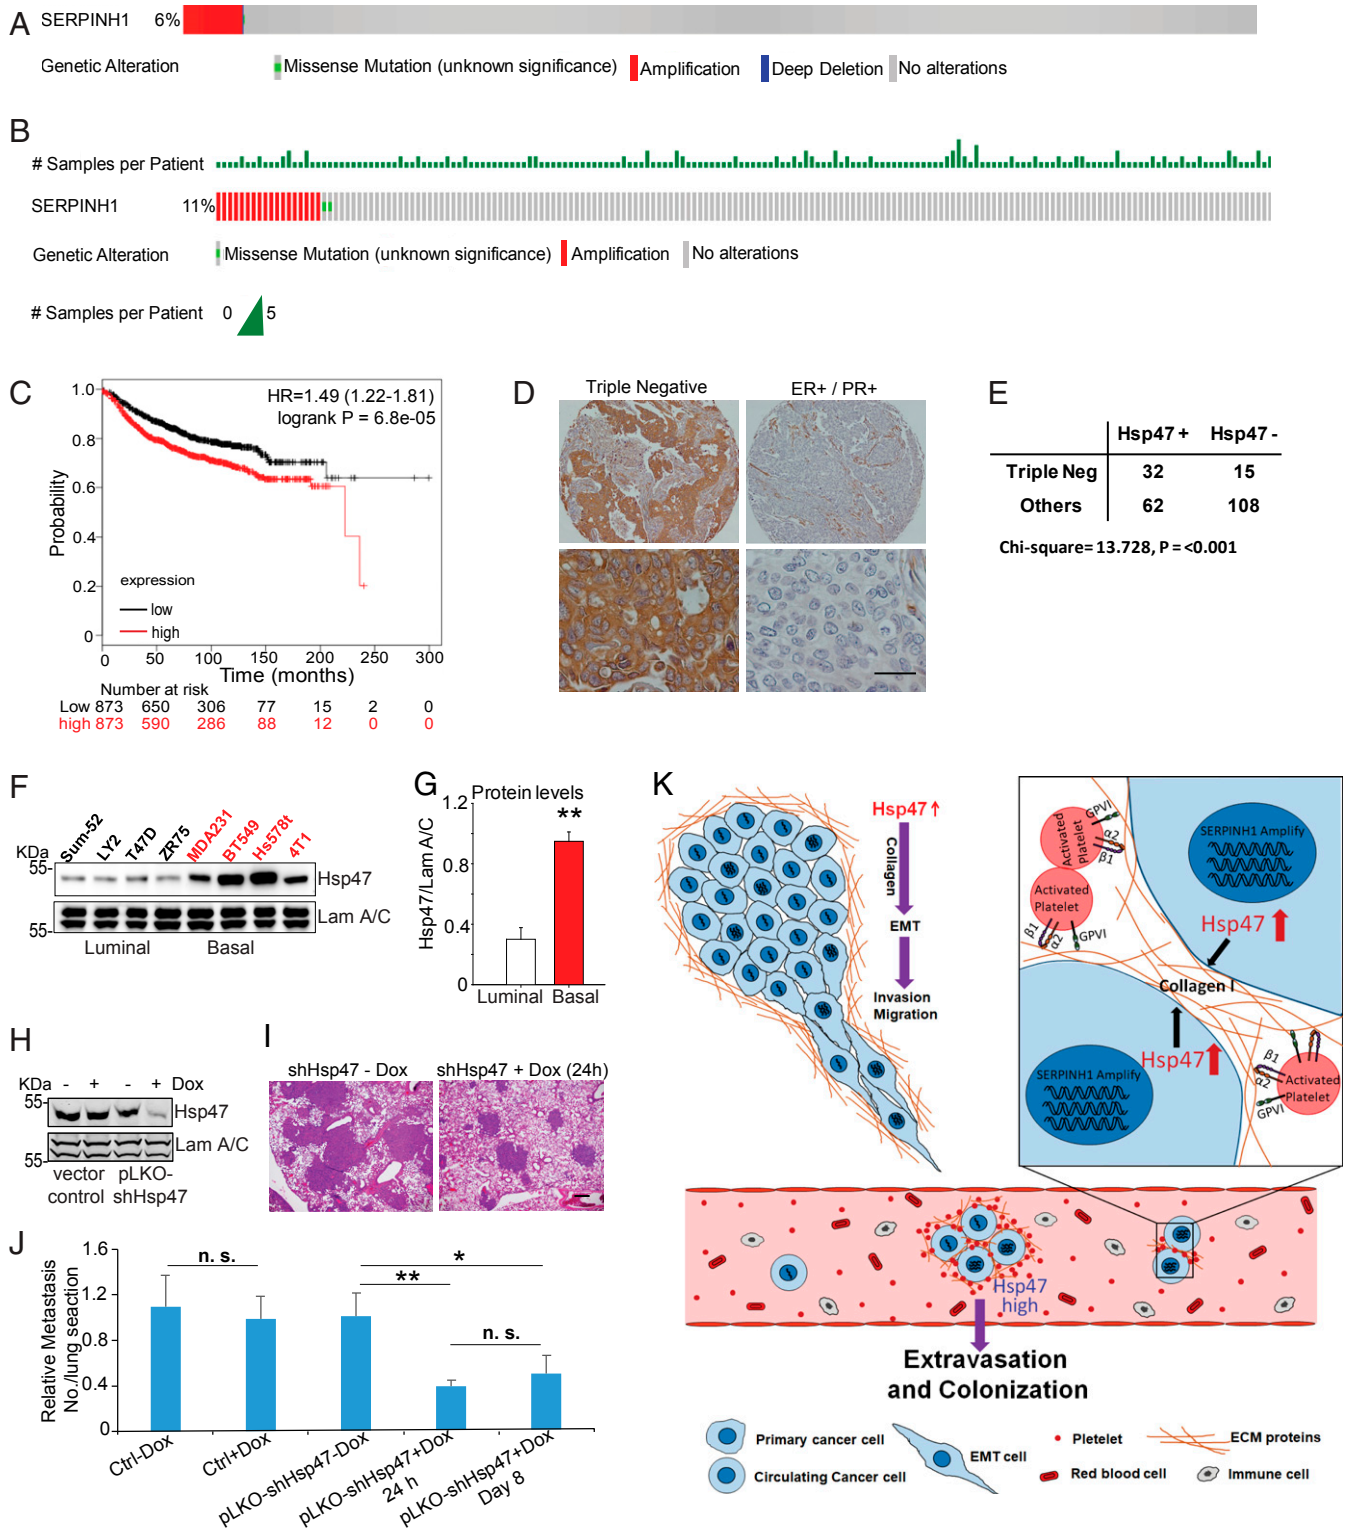 A
SERPINH1 6%
Genetic Alteration Missense Mutation (unknown significance) Amplification Deep Deletion No alterations
B
# Samples per Patient
SERPINH1 11%
Genetic Alteration Missense Mutation (unknown significance) Amplification No alterations
# Samples per Patient 0 5
C
HR=1.49 (1.22-1.81)
logrank P = 6.8e-05
Probability
1.0
0.8
0.6
0.4
0.2
0
expression
low
high
0 50 100 150 200 250 300
Time (months)
Number at risk
Low 873 650 306 77 15 2 0
high 873 590 286 88 12 0 0
D
Triple Negative ER+ / PR+
E
Hsp47 + Hsp47 -
Triple Neg 32 15
Others 62 108
Chi-square= 13.728, P = <0.001
F
KDa
Sum-52 LY2 T47D ZR75 MDA231 BT549 Hs578t 4T1
55- Hsp47
Lam A/C
55-
Luminal Basal
G
Protein levels
Hsp47/Lam A/C
1.2
0.8
0.4
0
**
Luminal Basal
H
KDa - + - + Dox
55- Hsp47
Lam A/C
55-
vector pLKO-
control shHsp47
I
shHsp47 - Dox shHsp47 + Dox (24h)
J
Relative Metastasis
No./lung seaction
1.6
1.2
0.8
0.4
0
n. s.
*
**
n. s.
Ctrl-Dox
Ctrl+Dox
pLKO-shHsp47-Dox
pLKO-shHsp47+Dox
24 h
pLKO-shHsp47+Dox
Day 8
K
Hsp47↑
Collagen
EMT
Invasion
Migration
Activated
Platelet
GPVI
α2
β1
Activated
Platelet
β1
α2
GPVI
SERPINH1 Amplify
Hsp47
Collagen I
Hsp47
SERPINH1 Amplify
β1
α2
GPVI
Activated
Platelet
Hsp47
high
Extravasation
and Colonization
Primary cancer cell
Circulating Cancer cell
EMT cell
Pletelet
Red blood cell
ECM proteins
Immune cell